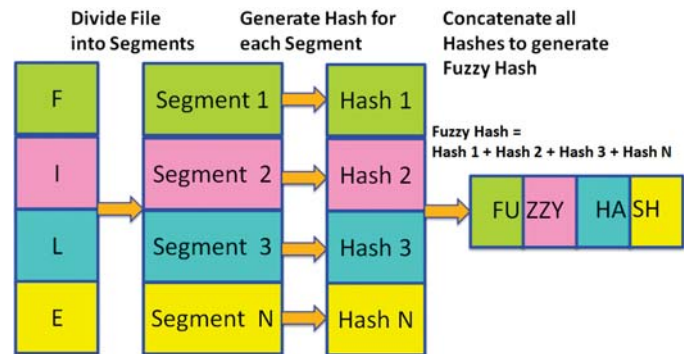 Divide File
into Segments
Generate Hash for
each Segment
Concatenate all
Hashes to generate
Fuzzy Hash
F
I
L
E
Segment 1
Segment 2
Segment 3
Segment N
Hash 1
Hash 2
Hash 3
Hash N
Fuzzy Hash =
Hash 1 + Hash 2 + Hash 3 + Hash N
FU ZZY HA SH